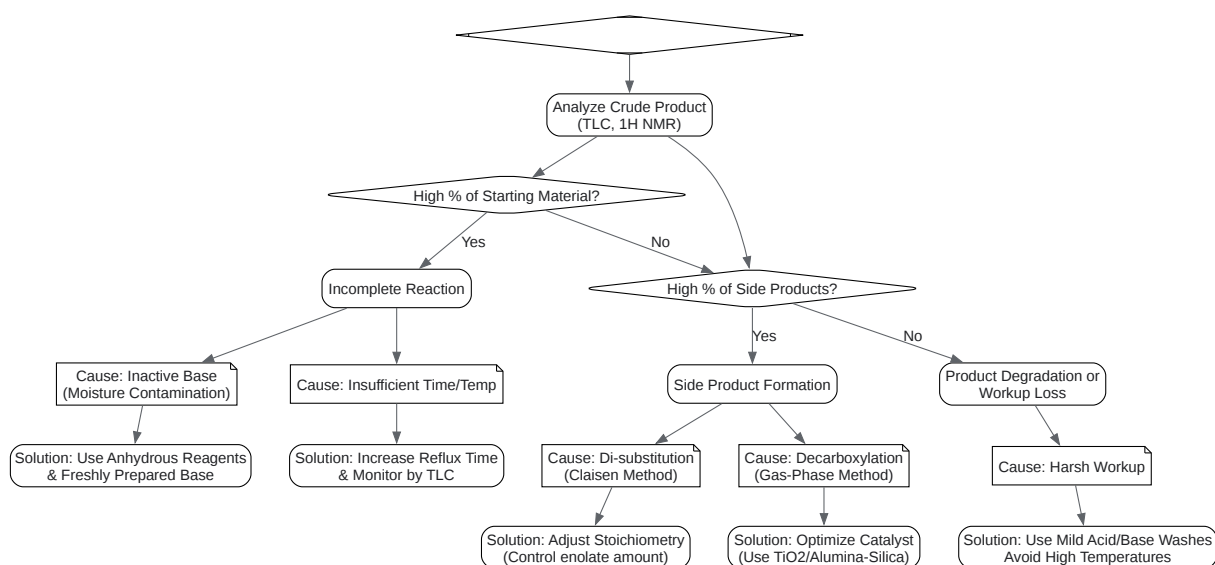 Analyze Crude Product
(TLC, 1H NMR)
High % of Starting Material?
Yes
No
Incomplete Reaction
High % of Side Products?
Yes
No
Cause: Inactive Base
(Moisture Contamination)
Cause: Insufficient Time/Temp
Side Product Formation
Product Degradation or
Workup Loss
Solution: Use Anhydrous Reagents
& Freshly Prepared Base
Solution: Increase Reflux Time
& Monitor by TLC
Cause: Di-substitution
(Claisen Method)
Cause: Decarboxylation
(Gas-Phase Method)
Cause: Harsh Workup
Solution: Adjust Stoichiometry
(Control enolate amount)
Solution: Optimize Catalyst
(Use TiO2/Alumina-Silica)
Solution: Use Mild Acid/Base Washes
Avoid High Temperatures